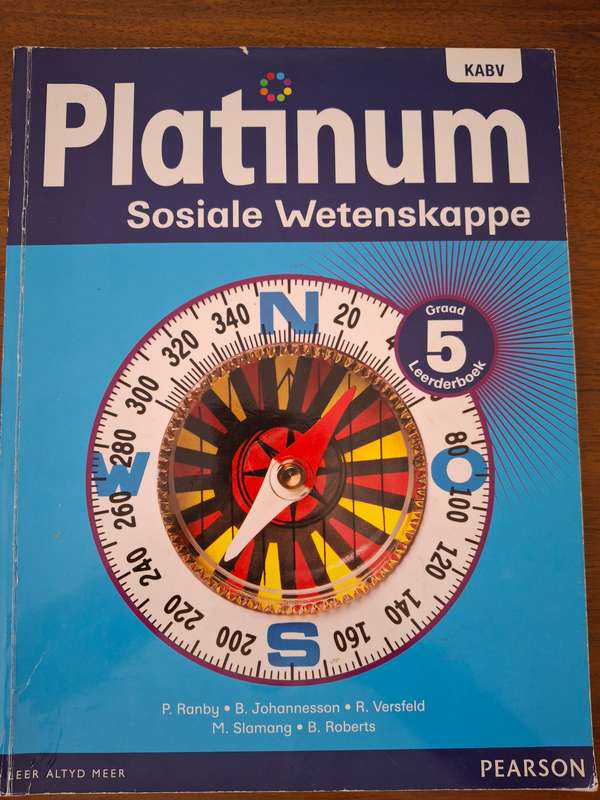 KABV
Platinum
Sosiale Wetenskappe
Graad
5
Leerderboek
N
20
80
O
100
120
140
160
S
200
220
240
260
W
280
300
320
340
P. Ranby • B. Johannesson • R. Versfeld
M. Slamang • B. Roberts
LEER ALTYD MEER
PEARSON